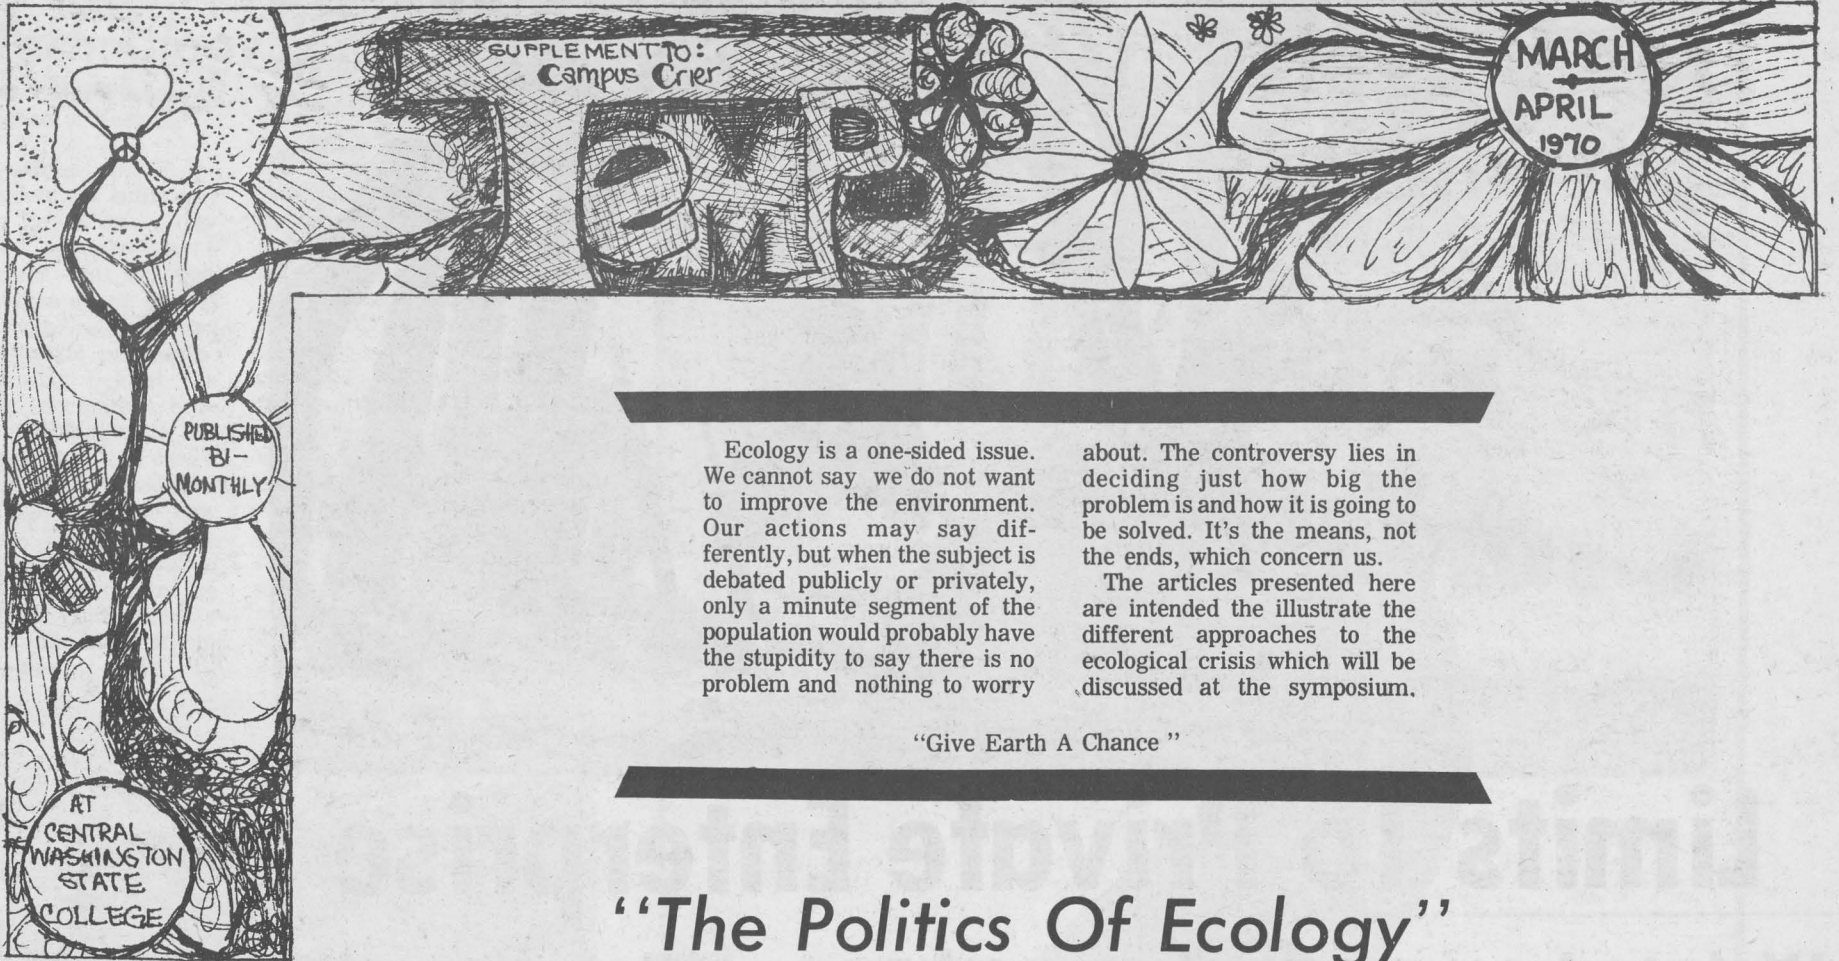 SUPPLEMENT TO:
Campus Crier
TEMPO
MARCH
APRIL
1970
PUBLISHED
BI-
MONTHLY
AT
CENTRAL
WASHINGTON
STATE
COLLEGE
Ecology is a one-sided issue.
We cannot say we do not want
to improve the environment.
Our actions may say dif-
ferently, but when the subject is
debated publicly or privately,
only a minute segment of the
population would probably have
the stupidity to say there is no
problem and nothing to worry
about. The controversy lies in
deciding just how big the
problem is and how it is going to
be solved. It's the means, not
the ends, which concern us.
The articles presented here
are intended the illustrate the
different approaches to the
ecological crisis which will be
discussed at the symposium.
"Give Earth A Chance "
"The Politics Of Ecology"
Limits To Private Enterprise